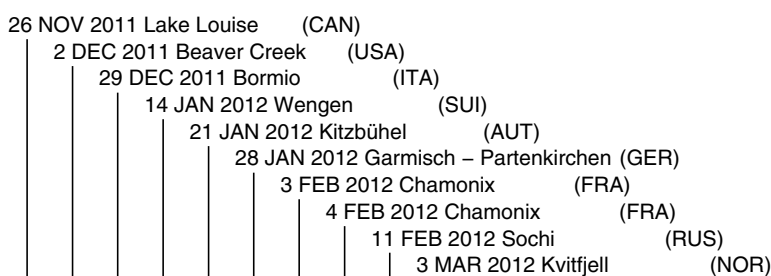 26 NOV 2011 Lake Louise (CAN)
2 DEC 2011 Beaver Creek (USA)
29 DEC 2011 Bormio (ITA)
14 JAN 2012 Wengen (SUI)
21 JAN 2012 Kitzbühel (AUT)
28 JAN 2012 Garmisch – Partenkirchen (GER)
3 FEB 2012 Chamonix (FRA)
4 FEB 2012 Chamonix (FRA)
11 FEB 2012 Sochi (RUS)
3 MAR 2012 Kvitfjell (NOR)